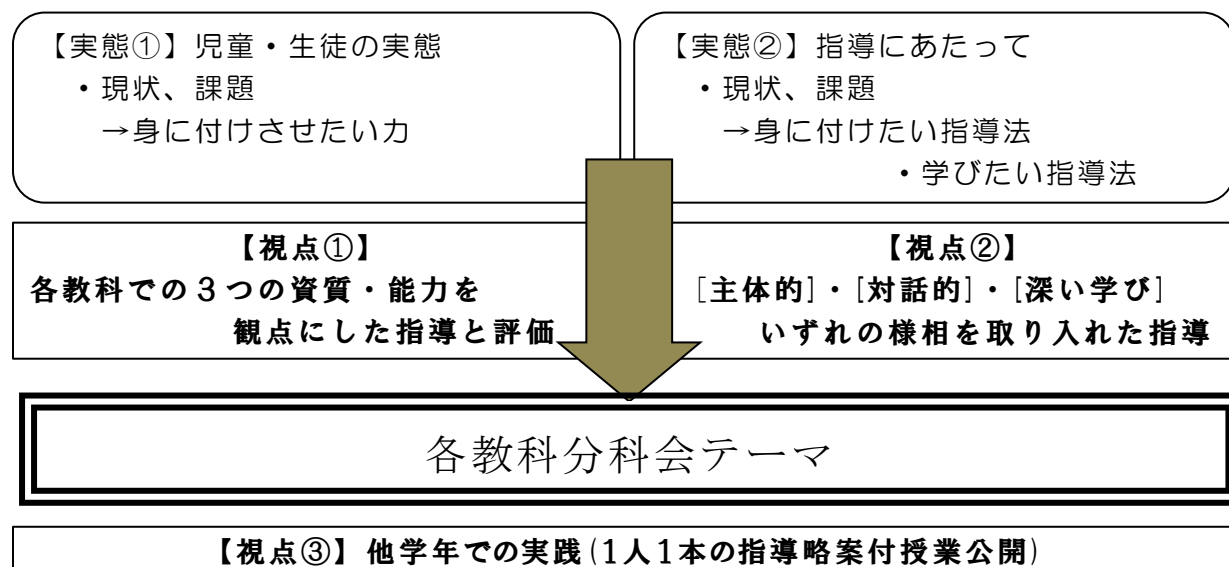 【実態①】児童・生徒の実態
・現状、課題
→身に付けさせたい力
【実態②】指導にあたって
・現状、課題
→身に付けたい指導法
・学びたい指導法
【視点①】
各教科での３つの資質・能力を
観点にした指導と評価
【視点②】
[主体的]・[対話的]・[深い学び]
いずれの様相を取り入れた指導
各教科分科会テーマ
【視点③】他学年での実践(1人1本の指導略案付授業公開)